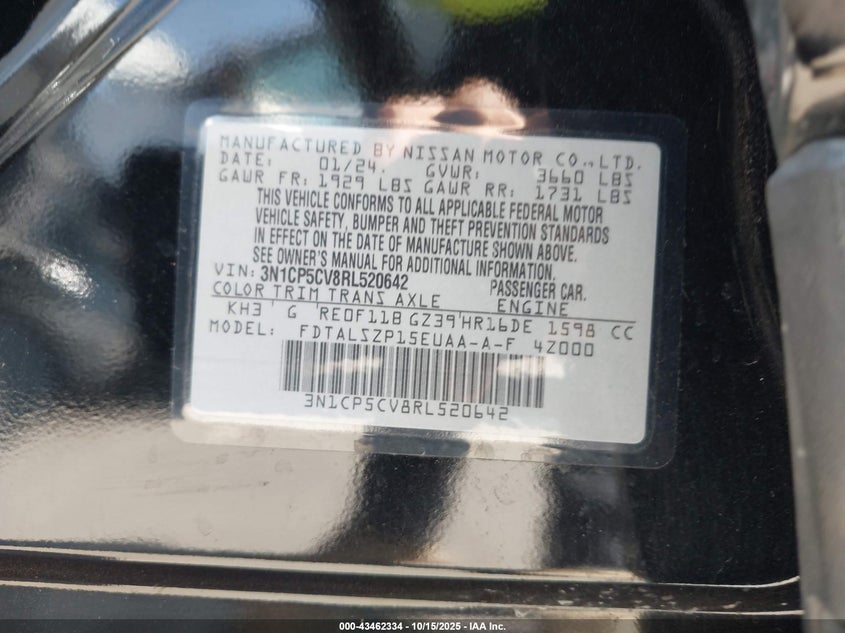 MANUFACTURED BY NISSAN MOTOR CO., LTD.
DATE: 01/24. GVWR: 3660 LBS
GAWR FR: 1929 LBS GAWR RR: 1731 LBS
THIS VEHICLE CONFORMS TO ALL APPLICABLE FEDERAL MOTOR
VEHICLE SAFETY, BUMPER AND THEFT PREVENTION STANDARDS
IN EFFECT ON THE DATE OF MANUFACTURE SHOWN ABOVE.
SEE OWNER'S MANUAL FOR ADDITIONAL INFORMATION.
VIN: 3N1CP5CV8RL520642 PASSENGER CAR.
COLOR TRIM TRANS AXLE ENGINE
KH3 G RE0F11B GZ39 HR16DE 1598 CC
MODEL: FDTALSZP15EUAA-A-F 4Z000
3N1CP5CV8RL520642
000-43462334 - 10/15/2025 - IAA Inc.